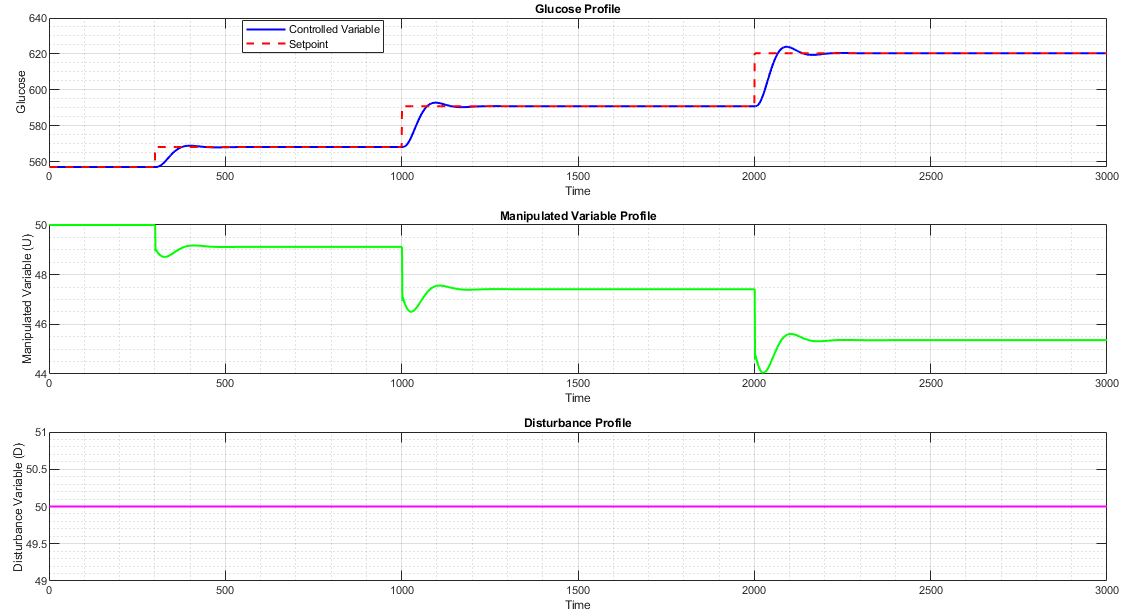 Glucose Profile
640
620
600
580
560
Glucose
Controlled Variable
Setpoint
0 500 1000 1500 2000 2500 3000
Time
Manipulated Variable Profile
50
48
46
44
Manipulated Variable (U)
0 500 1000 1500 2000 2500 3000
Time
Disturbance Profile
51
50.5
50
49.5
49
Disturbance Variable (D)
0 500 1000 1500 2000 2500 3000
Time